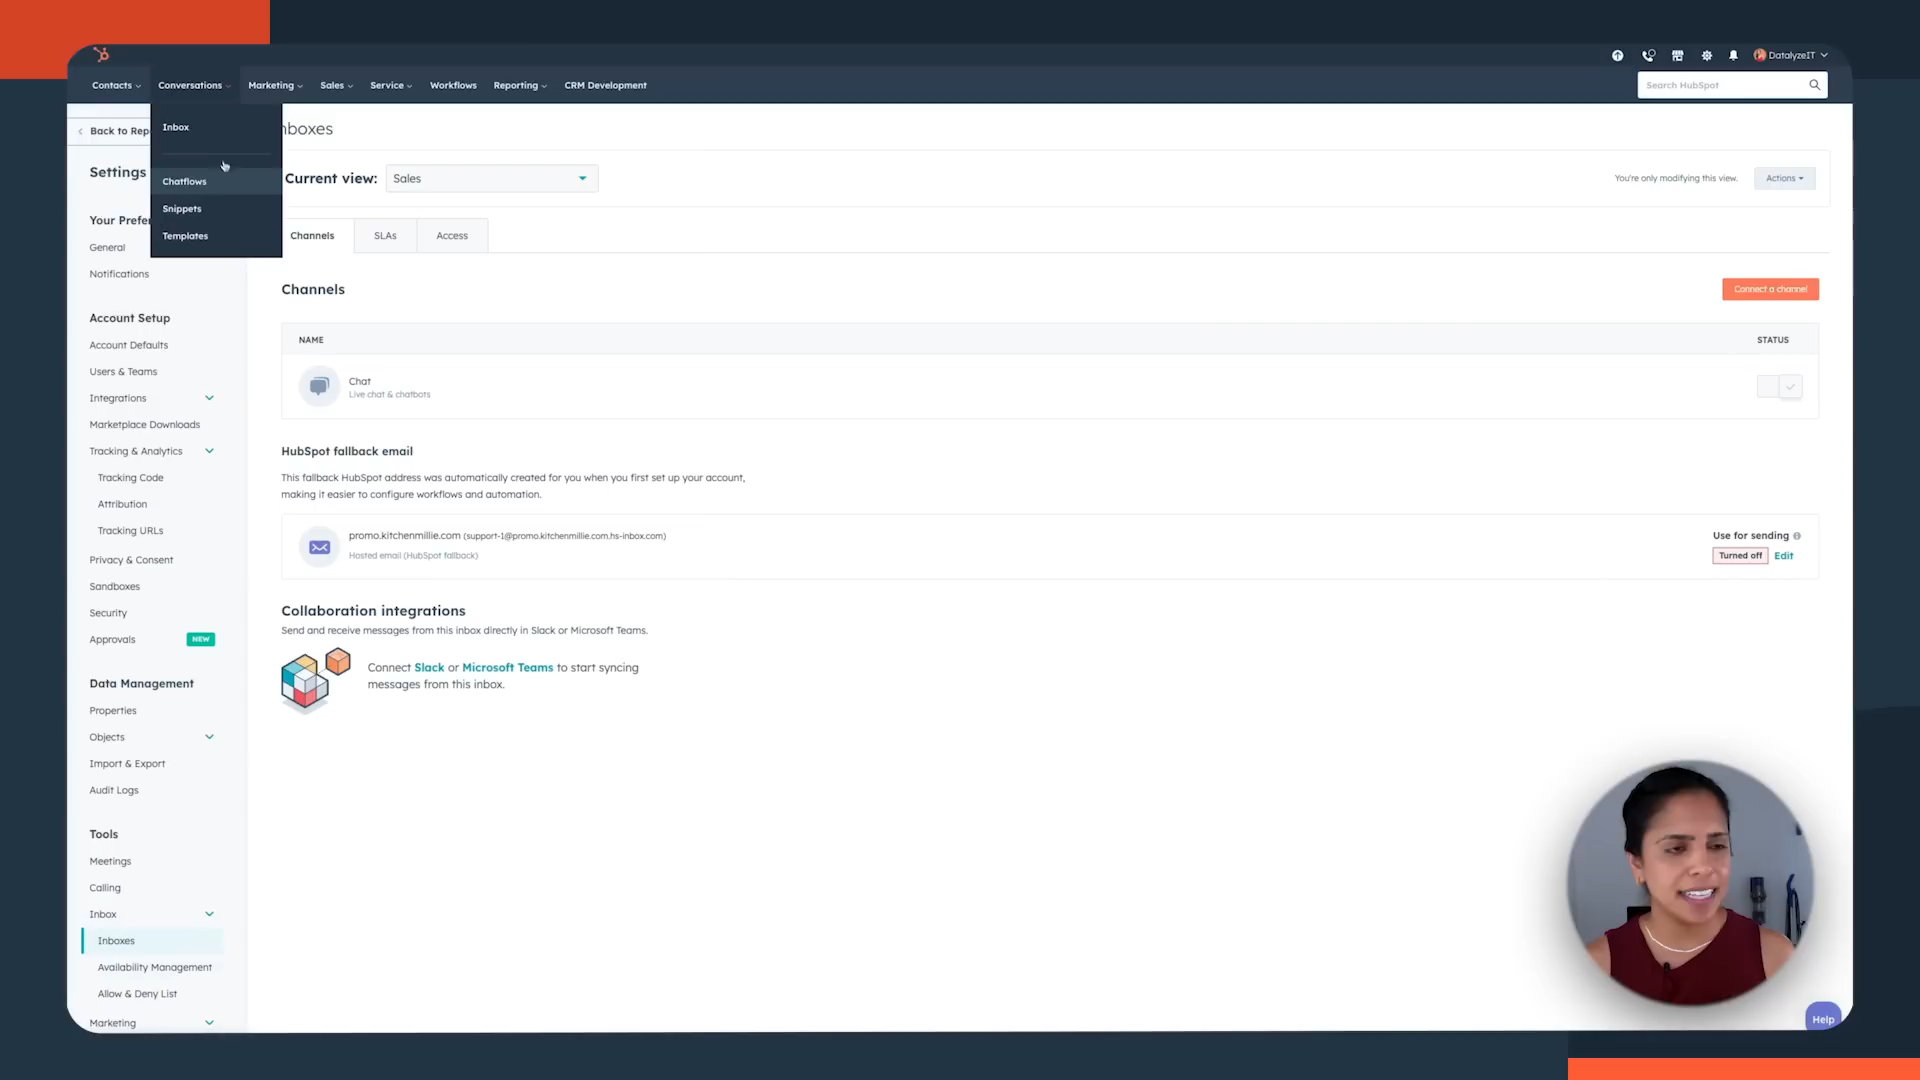 DatalyzeIT
Contacts
Conversations
Marketing
Sales
Service
Workflows
Reporting
CRM Development
Search HubSpot
Inbox
Chatflows
Snippets
Templates
Back to Rep
Settings
Your Prefer
General
Notifications
Account Setup
Account Defaults
Users & Teams
Integrations
Marketplace Downloads
Tracking & Analytics
Tracking Code
Attribution
Tracking URLs
Privacy & Consent
Sandboxes
Security
Approvals NEW
Data Management
Properties
Objects
Import & Export
Audit Logs
Tools
Meetings
Calling
Inbox
Inboxes
Availability Management
Allow & Deny List
Marketing
nboxes
Current view: Sales
You're only modifying this view.
Actions
Channels
SLAs
Access
Channels
Connect a channel
NAME
STATUS
Chat
Live chat & chatbots
HubSpot fallback email
This fallback HubSpot address was automatically created for you when you first set up your account,
making it easier to configure workflows and automation.
promo.kitchenmillie.com (support-1@promo.kitchenmillie.com.hs-inbox.com)
Hosted email (HubSpot fallback)
Use for sending
Turned off Edit
Collaboration integrations
Send and receive messages from this inbox directly in Slack or Microsoft Teams.
Connect Slack or Microsoft Teams to start syncing
messages from this inbox.
Help